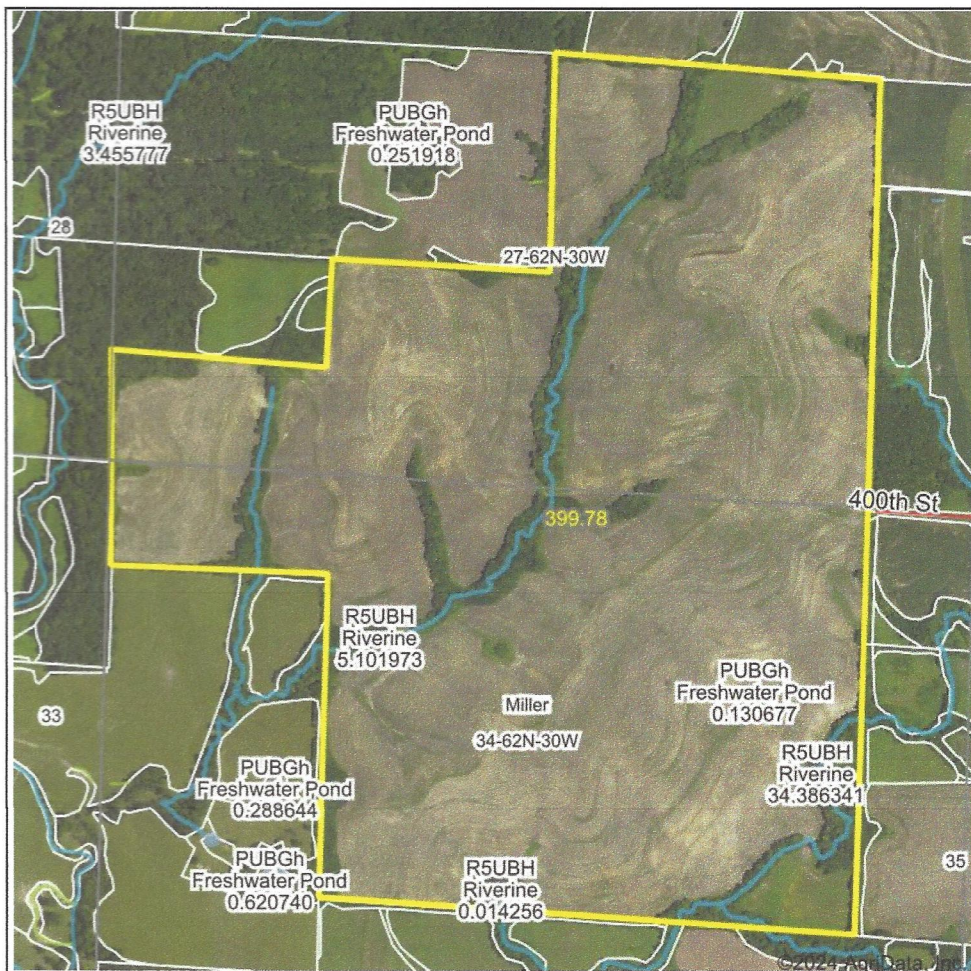 R5UBH
Riverine
3.455777
PUBGh
Freshwater Pond
0.251918
28
27-62N-30W
400th St
399.78
R5UBH
Riverine
5.101973
PUBGh
Freshwater Pond
0.130677
Miller
33
34-62N-30W
R5UBH
Riverine
34.386341
PUBGh
Freshwater Pond
0.288644
PUBGh
Freshwater Pond
0.620740
R5UBH
Riverine
0.014256
35
©2024 AgriData, Inc.